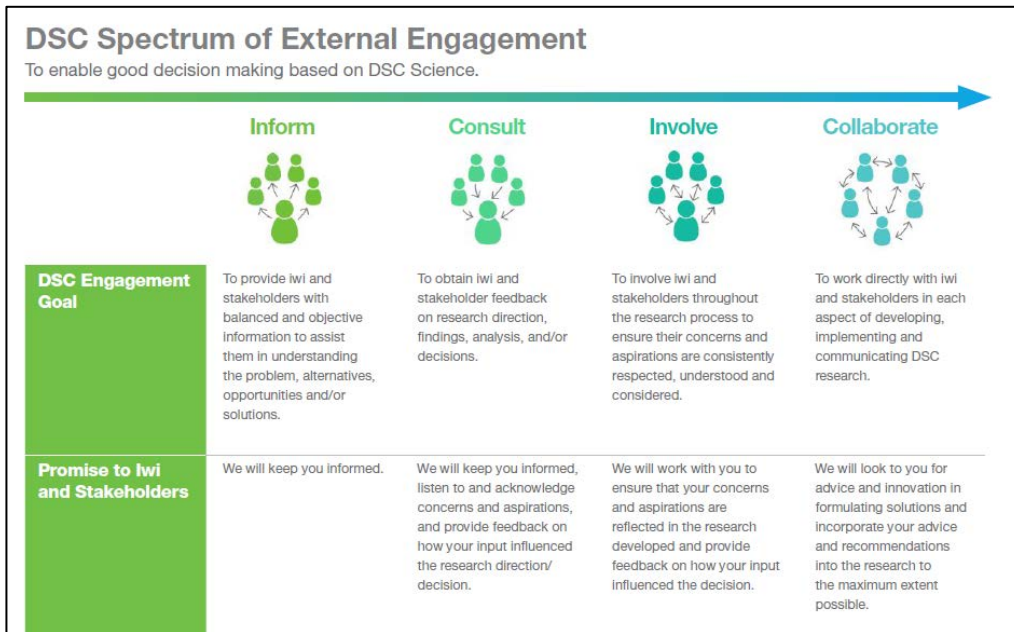 DSC Spectrum of External Engagement
To enable good decision making based on DSC Science.
Inform
Consult
Involve
Collaborate
DSC Engagement
Goal
To provide iwi and
stakeholders with
balanced and objective
information to assist
them in understanding
the problem, alternatives,
opportunities and/or
solutions.
To obtain iwi and
stakeholder feedback
on research direction,
findings, analysis, and/or
decisions.
To involve iwi and
stakeholders throughout
the research process to
ensure their concerns and
aspirations are consistently
respected, understood and
considered.
To work directly with iwi
and stakeholders in each
aspect of developing,
implementing and
communicating DSC
research.
Promise to Iwi
and Stakeholders
We will keep you informed.
We will keep you informed,
listen to and acknowledge
concerns and aspirations,
and provide feedback on
how your input influenced
the research direction/
decision.
We will work with you to
ensure that your concerns
and aspirations are
reflected in the research
developed and provide
feedback on how your input
influenced the decision.
We will look to you for
advice and innovation in
formulating solutions and
incorporate your advice
and recommendations
into the research to
the maximum extent
possible.